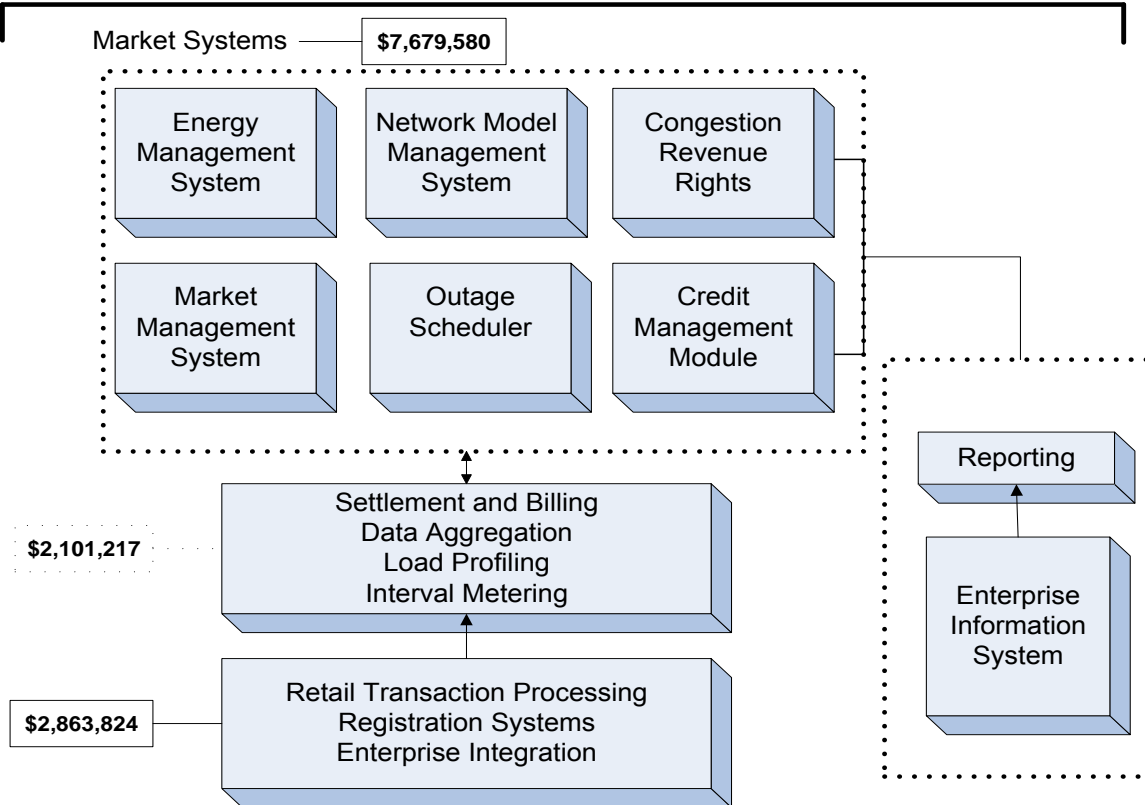 Market Systems
$7,679,580
Energy
Management
System
Network Model
Management
System
Congestion
Revenue
Rights
Market
Management
System
Outage
Scheduler
Credit
Management
Module
Reporting
Enterprise
Information
System
$2,101,217
Settlement and Billing
Data Aggregation
Load Profiling
Interval Metering
$2,863,824
Retail Transaction Processing
Registration Systems
Enterprise Integration